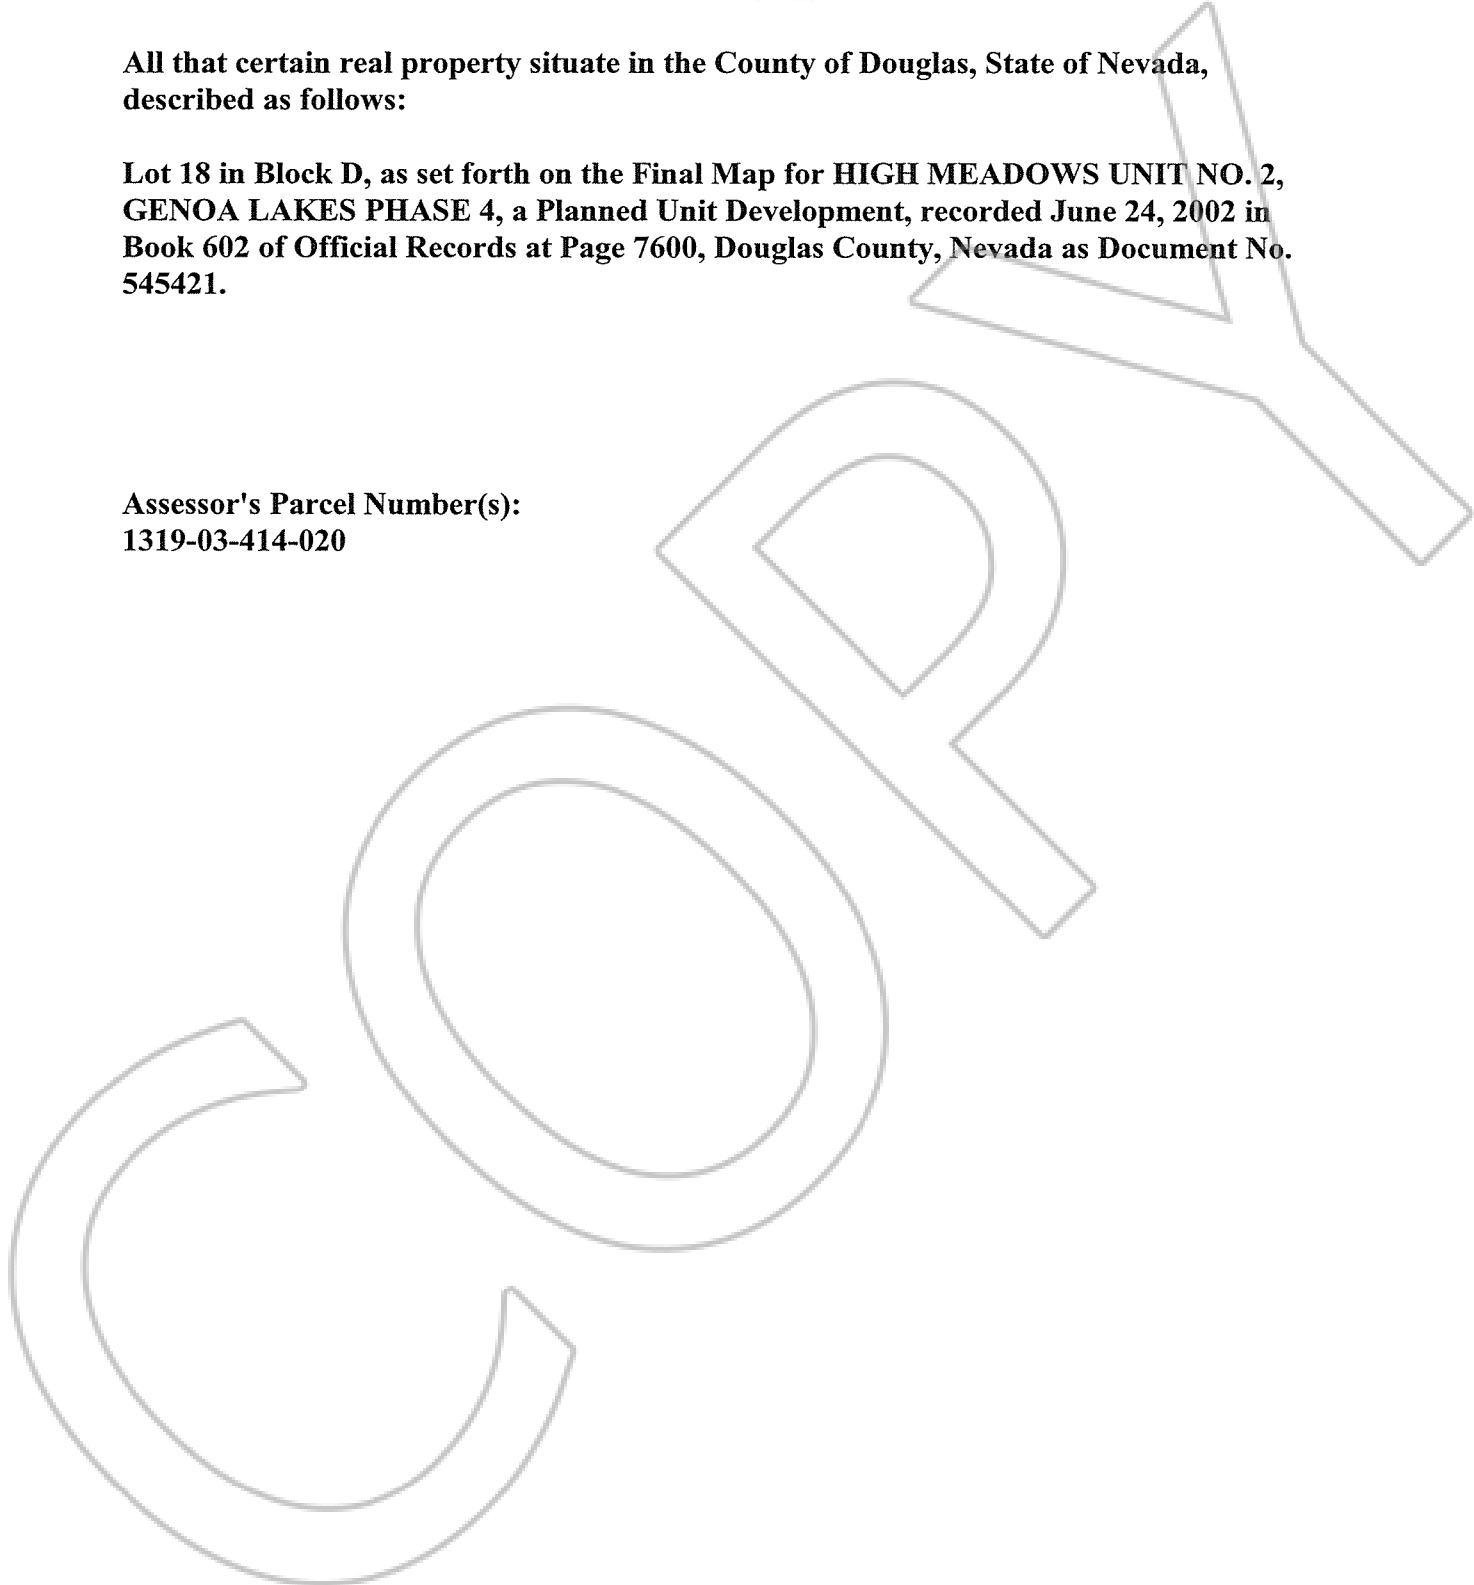 All that certain real property situate in the County of Douglas, State of Nevada,
described as follows:
Lot 18 in Block D, as set forth on the Final Map for HIGH MEADOWS UNIT NO. 2,
GENOA LAKES PHASE 4, a Planned Unit Development, recorded June 24, 2002 in
Book 602 of Official Records at Page 7600, Douglas County, Nevada as Document No.
545421.
Assessor's Parcel Number(s):
1319-03-414-020
COPY